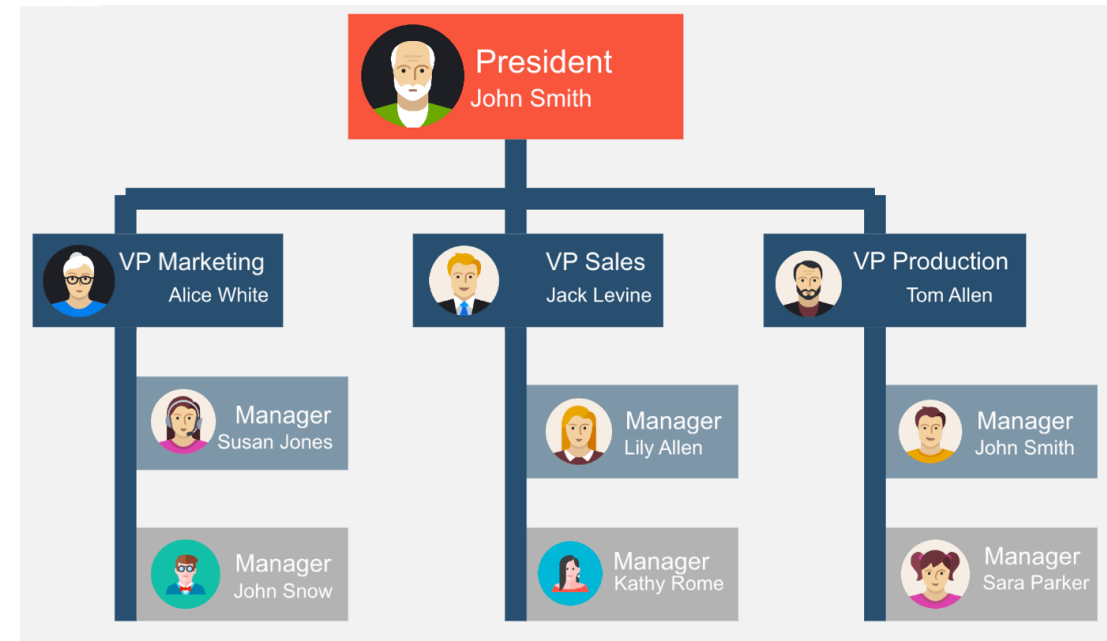 President
John Smith
VP Marketing
Alice White
VP Sales
Jack Levine
VP Production
Tom Allen
Manager
Susan Jones
Manager
Lily Allen
Manager
John Smith
Manager
John Snow
Manager
Kathy Rome
Manager
Sara Parker